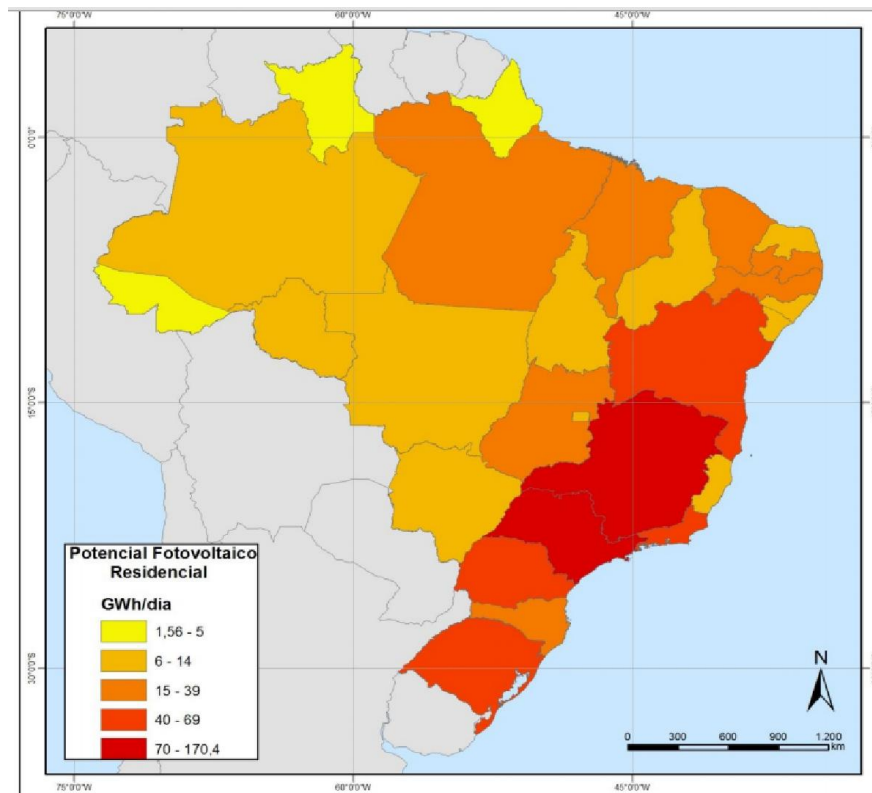 75°0'0"W 60°0'0"W 45°0'0"W
0°0'0"
15°0'0"S
30°0'0"S
Potencial Fotovoltaico
Residencial
GWh/dia
1,56 - 5
6 - 14
15 - 39
40 - 69
70 - 170,4
N
0 300 600 900 1.200
km
75°0'0"W 60°0'0"W 45°0'0"W